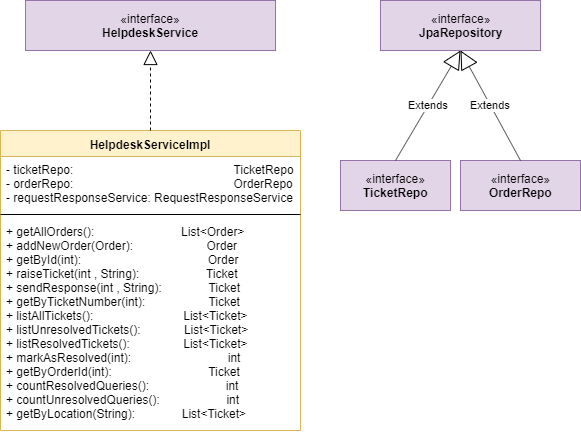 «interface»
HelpdeskService
«interface»
JpaRepository
Extends
Extends
HelpdeskServiceImpl
- ticketRepo: TicketRepo
- orderRepo: OrderRepo
- requestResponseService: RequestResponseService
«interface»
TicketRepo
«interface»
OrderRepo
+ getAllOrders(): List<Order>
+ addNewOrder(Order): Order
+ getById(int): Order
+ raiseTicket(int , String): Ticket
+ sendResponse(int , String): Ticket
+ getByTicketNumber(int): Ticket
+ listAllTickets(): List<Ticket>
+ listUnresolvedTickets(): List<Ticket>
+ listResolvedTickets(): List<Ticket>
+ markAsResolved(int): int
+ getByOrderId(int): Ticket
+ countResolvedQueries(): int
+ countUnresolvedQueries(): int
+ getByLocation(String): List<Ticket>